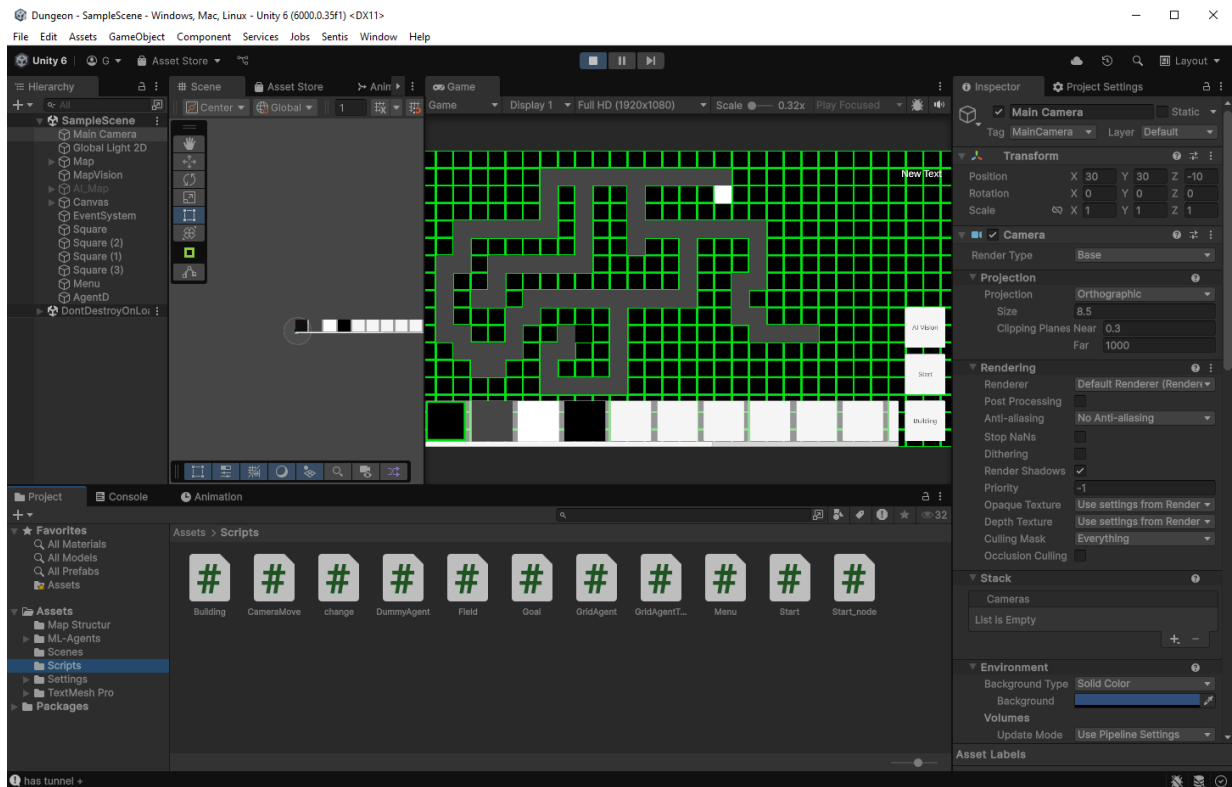 Dungeon - SampleScene - Windows, Mac, Linux - Unity 6 (6000.0.35f1) <DX11>
File Edit Assets GameObject Component Services Jobs Sentis Window Help
Unity 6 G Asset Store Layout
Hierarchy
All
SampleScene
Main Camera
Global Light 2D
Map
MapVision
AI_Map
Canvas
EventSystem
Square
Square (2)
Square (1)
Square (3)
Menu
AgentD
DontDestroyOnLo
Scene Asset Store Anim
Center Global 1
Game
Game Display 1 Full HD (1920x1080) Scale 0.32x Play Focused
New Text
AI Vision
Start
Building
Inspector Project Settings
Main Camera Static
Tag MainCamera Layer Default
Transform
Position X 30 Y 30 Z -10
Rotation X 0 Y 0 Z 0
Scale X 1 Y 1 Z 1
Camera
Render Type Base
Projection
Projection Orthographic
Size 8.5
Clipping Planes Near 0.3
Far 1000
Rendering
Renderer Default Renderer (Render
Post Processing
Anti-aliasing No Anti-aliasing
Stop NaNs
Dithering
Render Shadows
Priority -1
Opaque Texture Use settings from Render
Depth Texture Use settings from Render
Culling Mask Everything
Occlusion Culling
Stack
Cameras
List is Empty
Environment
Background Type Solid Color
Background
Volumes
Update Mode Use Pipeline Settings
Asset Labels
Project Console Animation
32
Favorites
All Materials
All Models
All Prefabs
Assets
Assets
Map Structur
ML-Agents
Scenes
Scripts
Settings
TextMesh Pro
Packages
Assets > Scripts
Building CameraMove change DummyAgent Field Goal GridAgent GridAgentT... Menu Start Start_node
has tunnel +